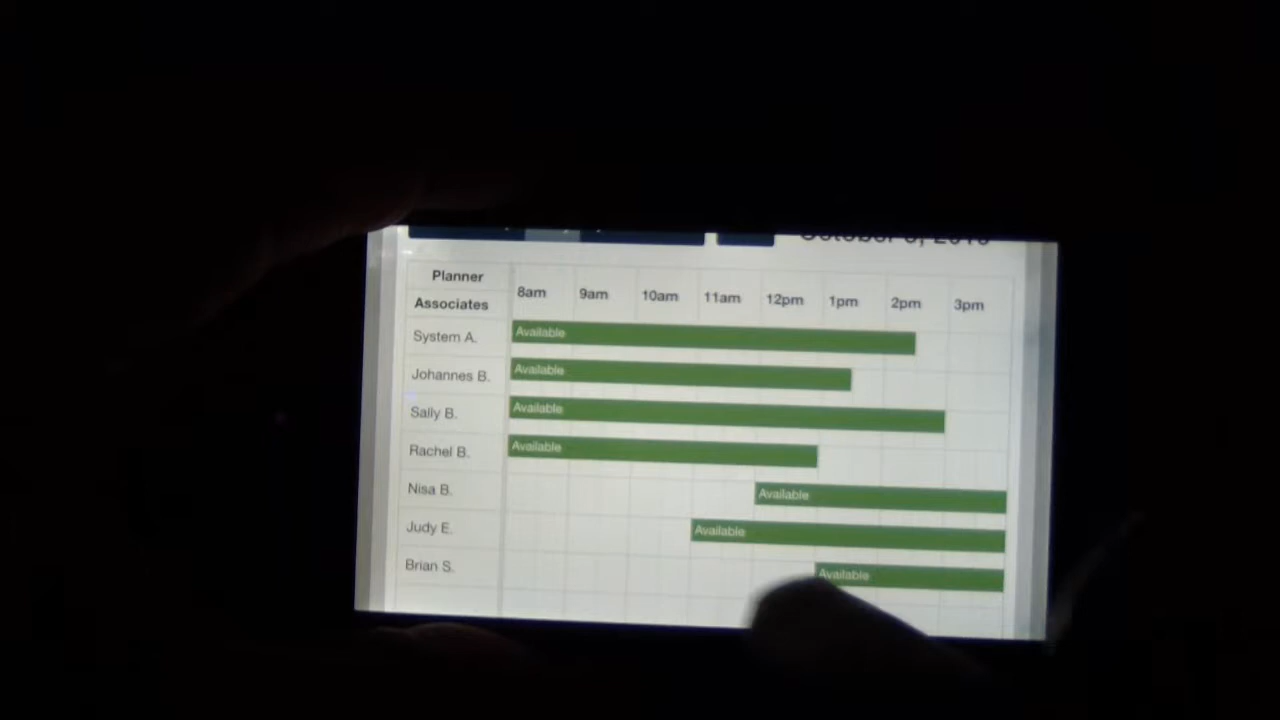 Planner
8am 9am 10am 11am 12pm 1pm 2pm 3pm
Associates
System A. Available
Johannes B. Available
Sally B. Available
Rachel B. Available
Nisa B. Available
Judy E. Available
Brian S. Available